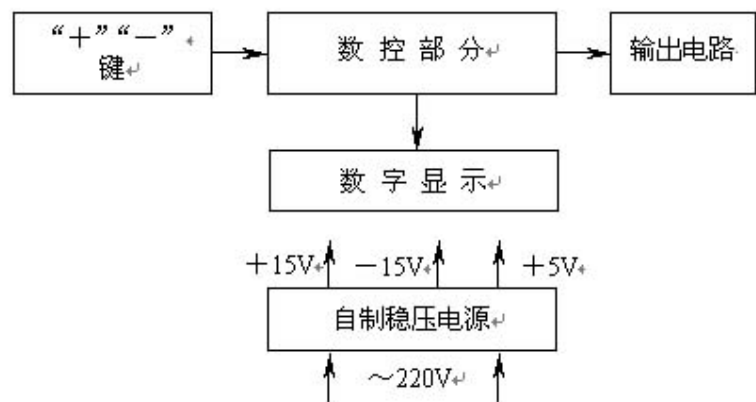 “＋”“－”
键
数 控 部 分
输出电路
数 字 显 示
＋15V
－15V
＋5V
自制稳压电源
～220V